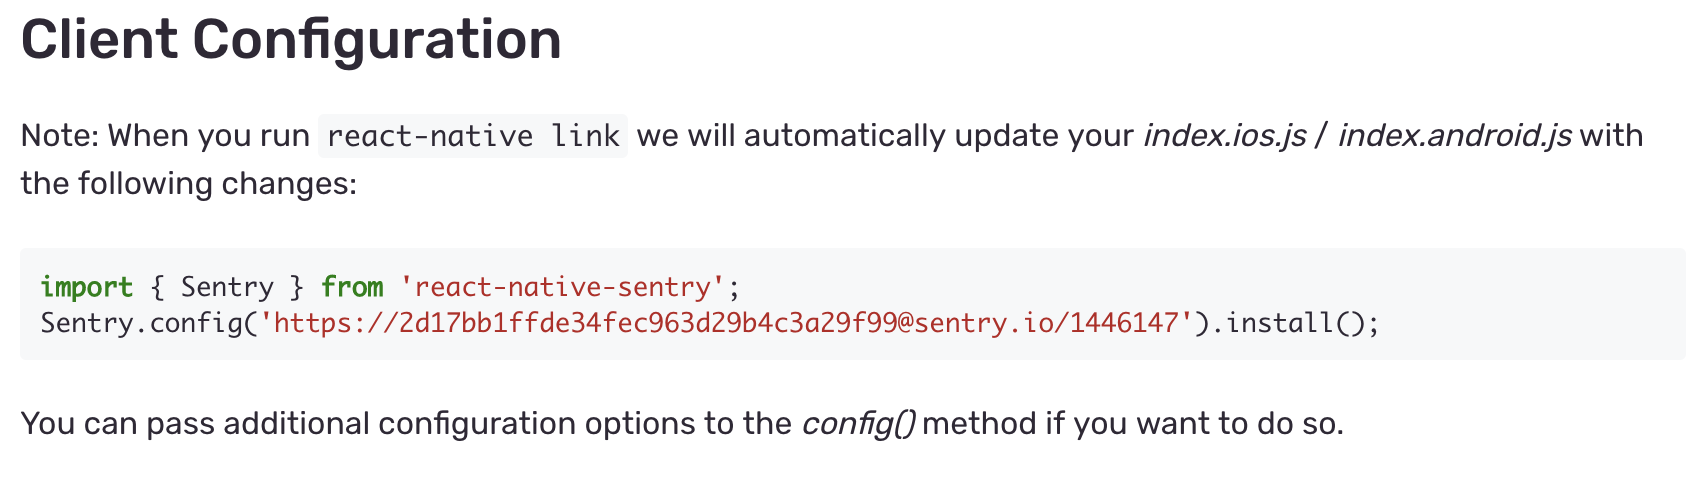 Client Configuration
Note: When you run react-native link we will automatically update your index.ios.js / index.android.js with
the following changes:
import { Sentry } from 'react-native-sentry';
Sentry.config('https://2d17bb1ffde34fec963d29b4c3a29f99@sentry.io/1446147').install();
You can pass additional configuration options to the config() method if you want to do so.